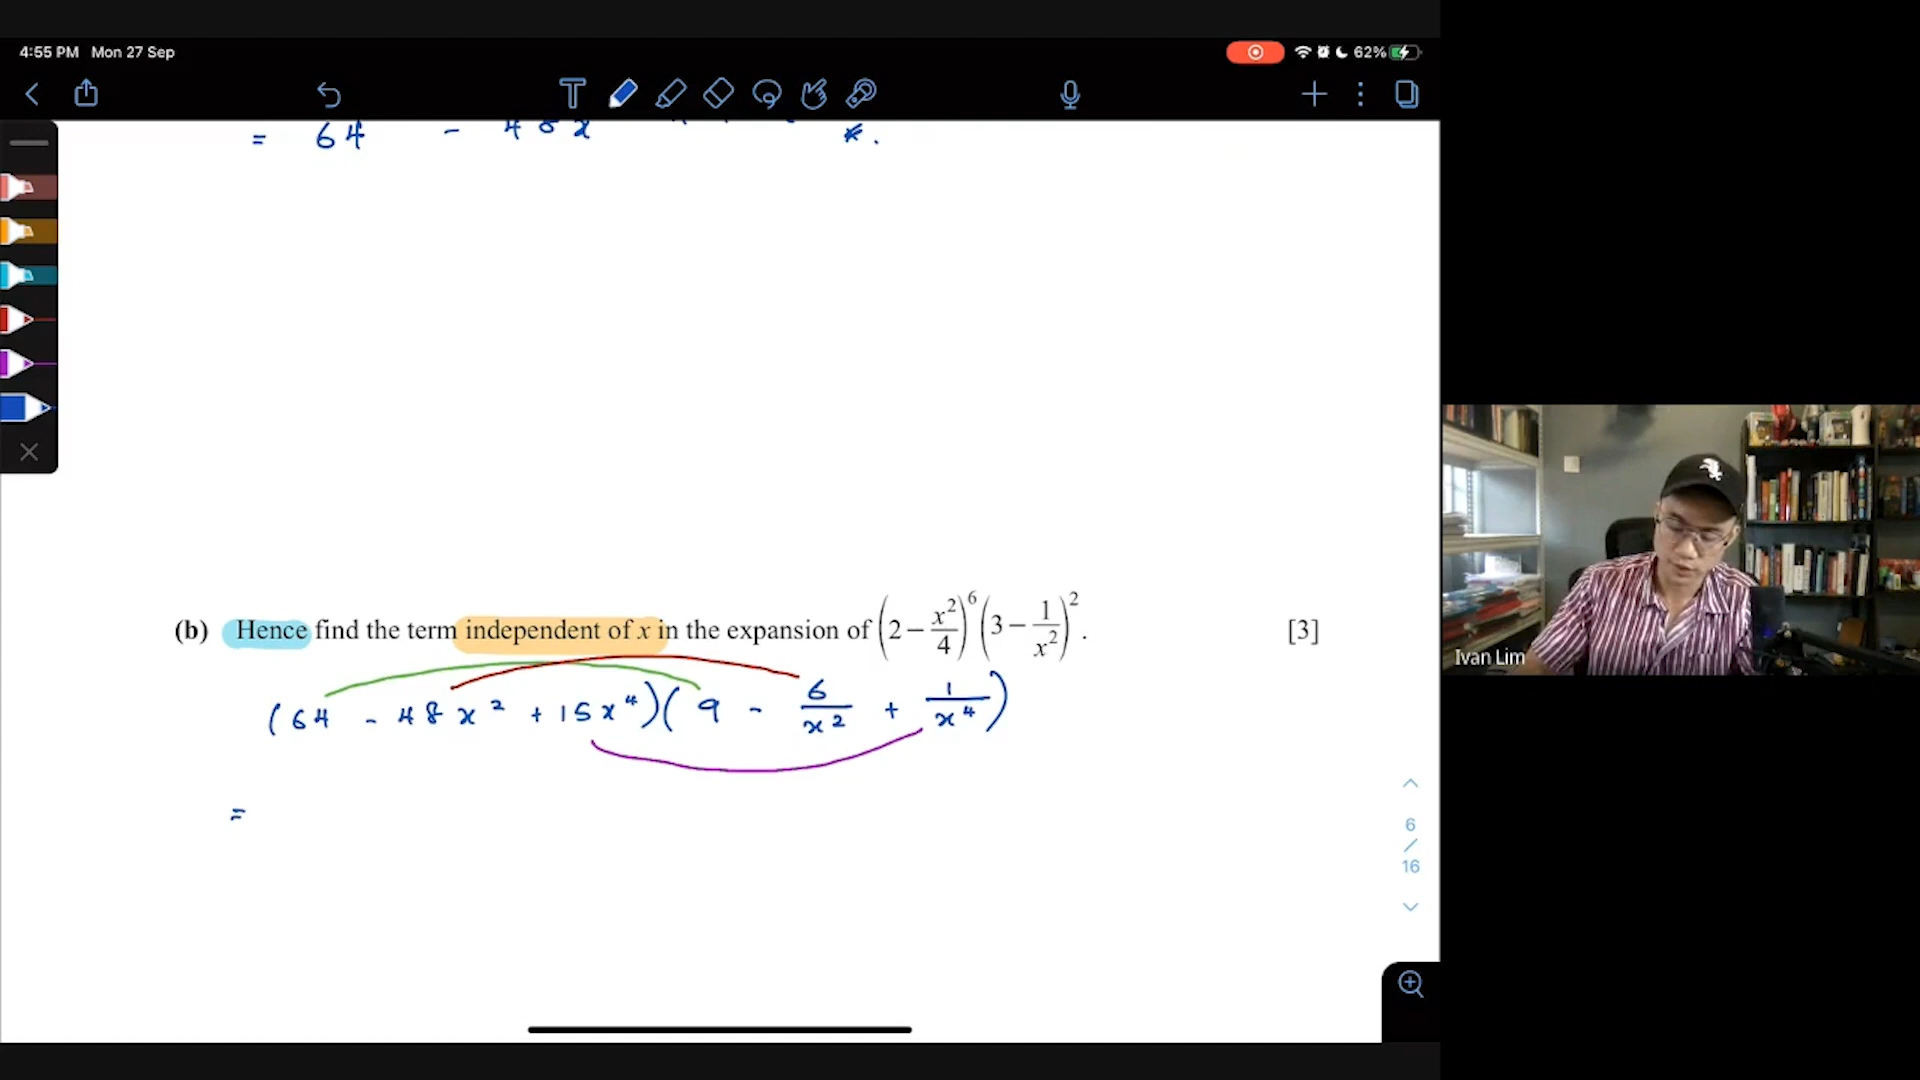 4:55 PM Mon 27 Sep
62%
= 64 - 48x
(b) Hence find the term independent of x in the expansion of (2 − x²/4)⁶(3 − 1/x²)². [3]
(64 - 48x² + 15x⁴)(9 - 6/x² + 1/x⁴)
=
6
/
16
Ivan Lim